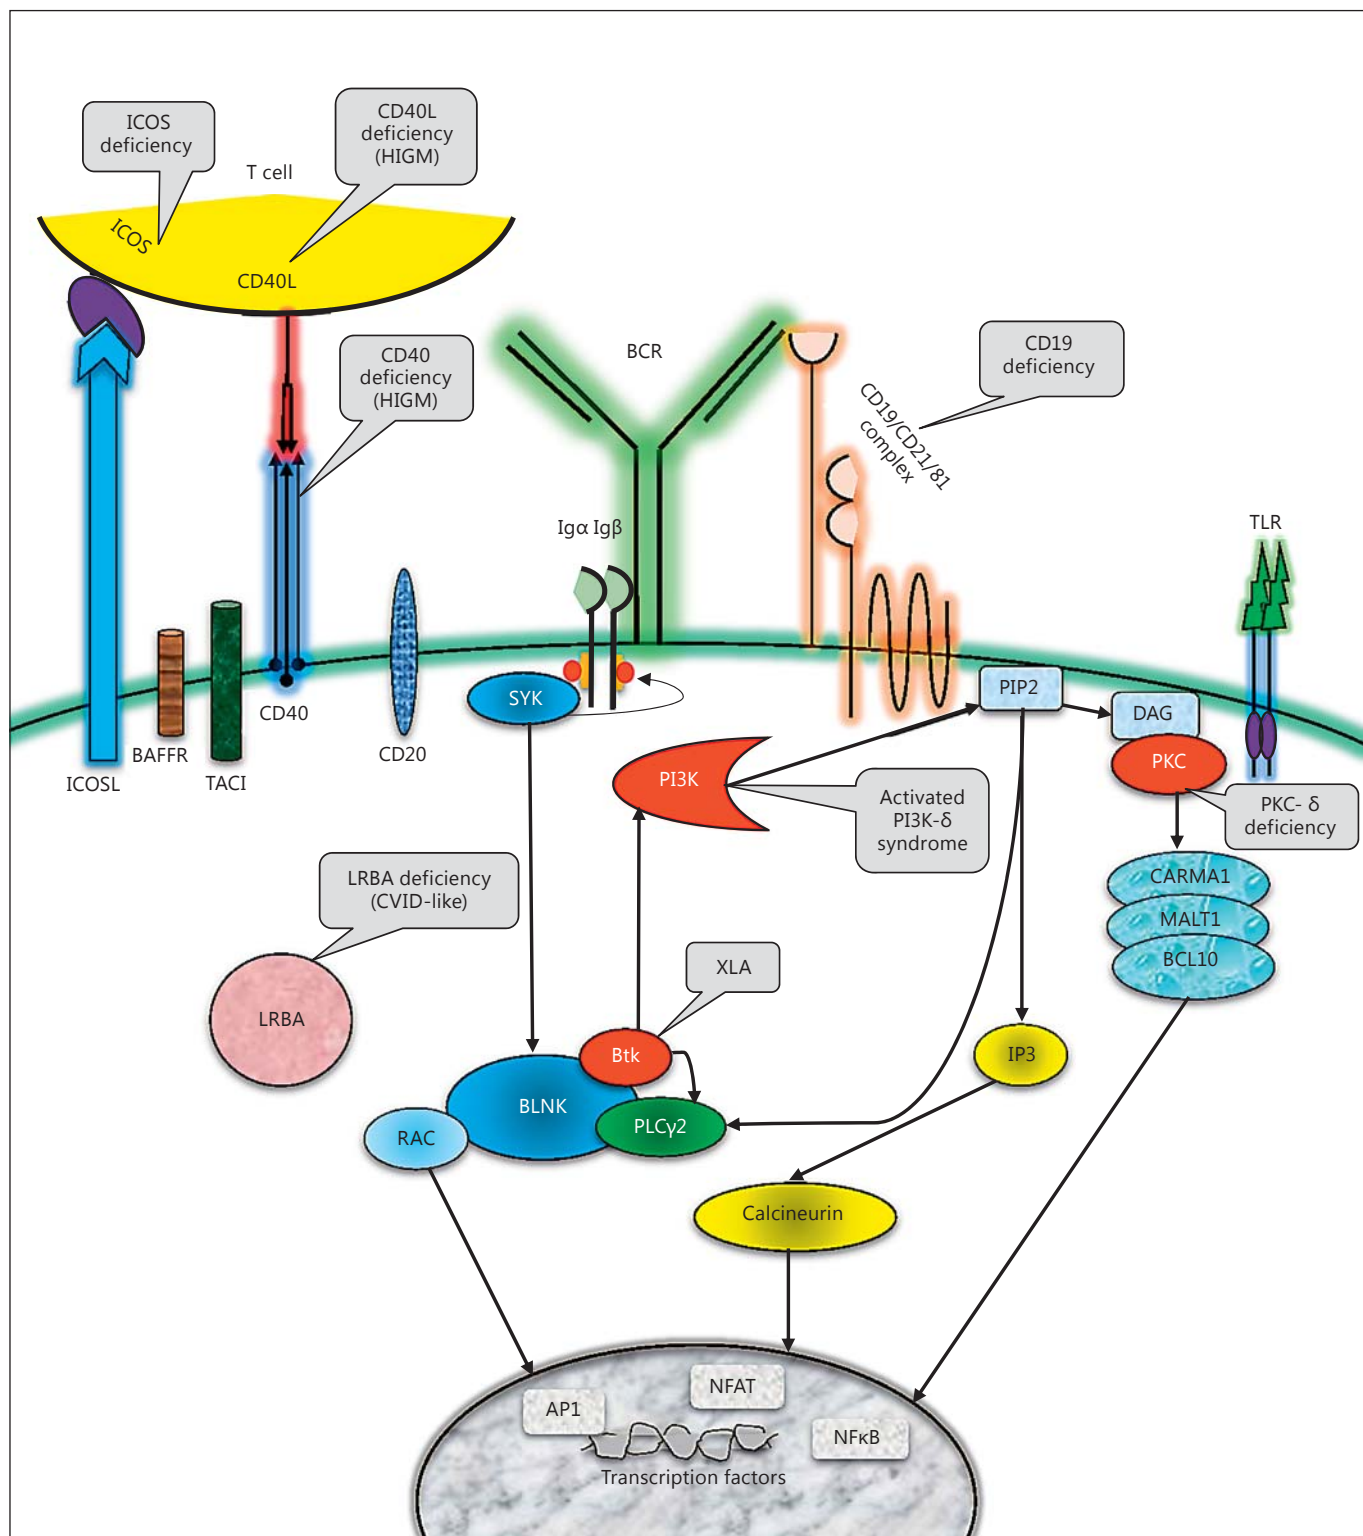 ICOS
deficiency
CD40L
deficiency
(HIGM)
T cell
ICOS
CD40L
CD40
deficiency
(HIGM)
BCR
CD19
deficiency
CD19/CD21/81
complex
Igα Igβ
TLR
SYK
PIP2
DAG
CD40
CD20
BAFFR
TACI
ICOSL
PI3K
PKC
Activated
PI3K-δ
syndrome
PKC- δ
deficiency
LRBA deficiency
(CVID-like)
CARMA1
MALT1
BCL10
XLA
LRBA
Btk
IP3
BLNK
PLCγ2
RAC
Calcineurin
NFAT
AP1
NFκB
Transcription factors